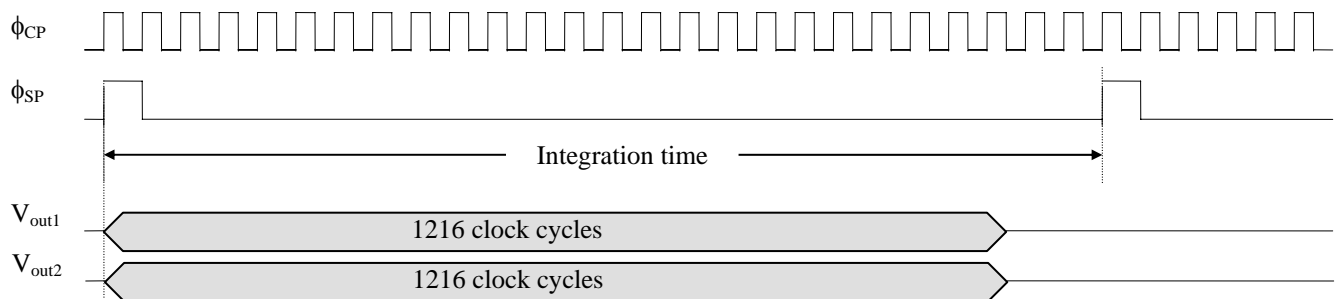 ϕCP
ϕSP
Integration time
Vout1
1216 clock cycles
Vout2
1216 clock cycles